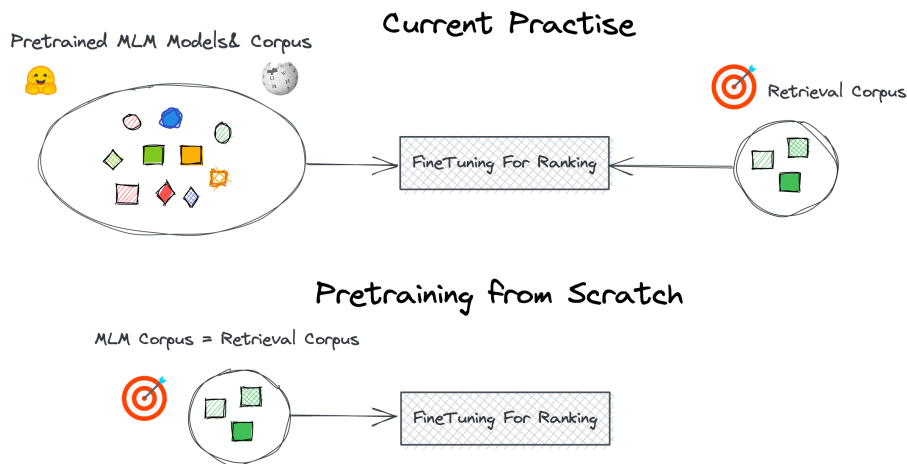 Current Practise
Pretrained MLM Models& Corpus
Retrieval Corpus
FineTuning For Ranking
Pretraining from Scratch
MLM Corpus = Retrieval Corpus
FineTuning For Ranking